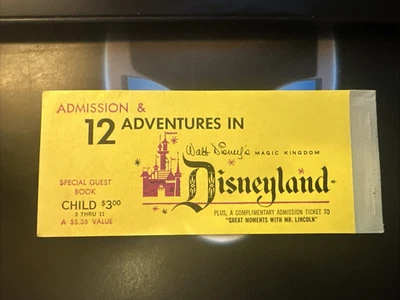 ADMISSION &
12 ADVENTURES IN
Walt Disney's MAGIC KINGDOM
Disneyland
SPECIAL GUEST
BOOK
CHILD $3.00
3 THRU 11
A $5.35 VALUE
PLUS, A COMPLIMENTARY ADMISSION TICKET TO
"GREAT MOMENTS WITH MR. LINCOLN"